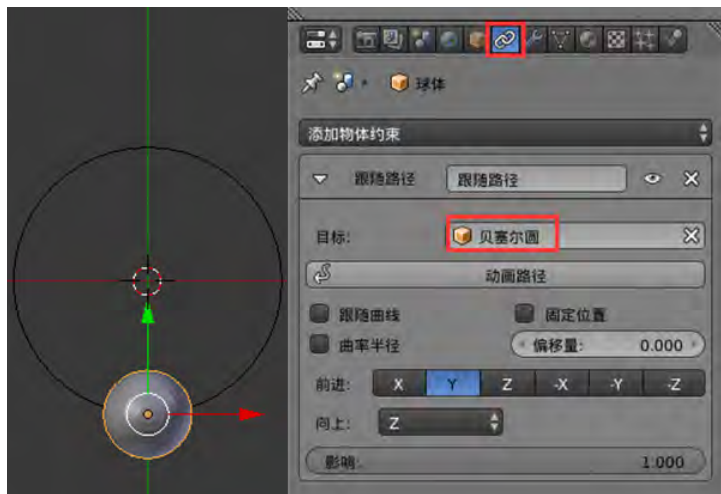 球体
添加物体约束
跟随路径 跟随路径
目标: 贝塞尔圆
动画路径
跟随曲线 固定位置
曲率半径 偏移量: 0.000
前进: X Y Z -X -Y -Z
向上: Z
影响: 1.000